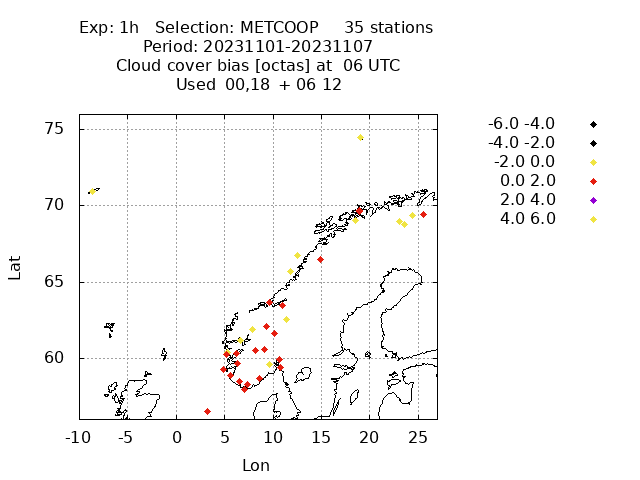 Exp: 1h Selection: METCOOP 35 stations
Period: 20231101-20231107
Cloud cover bias [octas] at 06 UTC
Used 00,18 + 06 12
-6.0 -4.0
-4.0 -2.0
-2.0 0.0
0.0 2.0
2.0 4.0
4.0 6.0
75
70
65
60
Lat
-10 -5 0 5 10 15 20 25
Lon